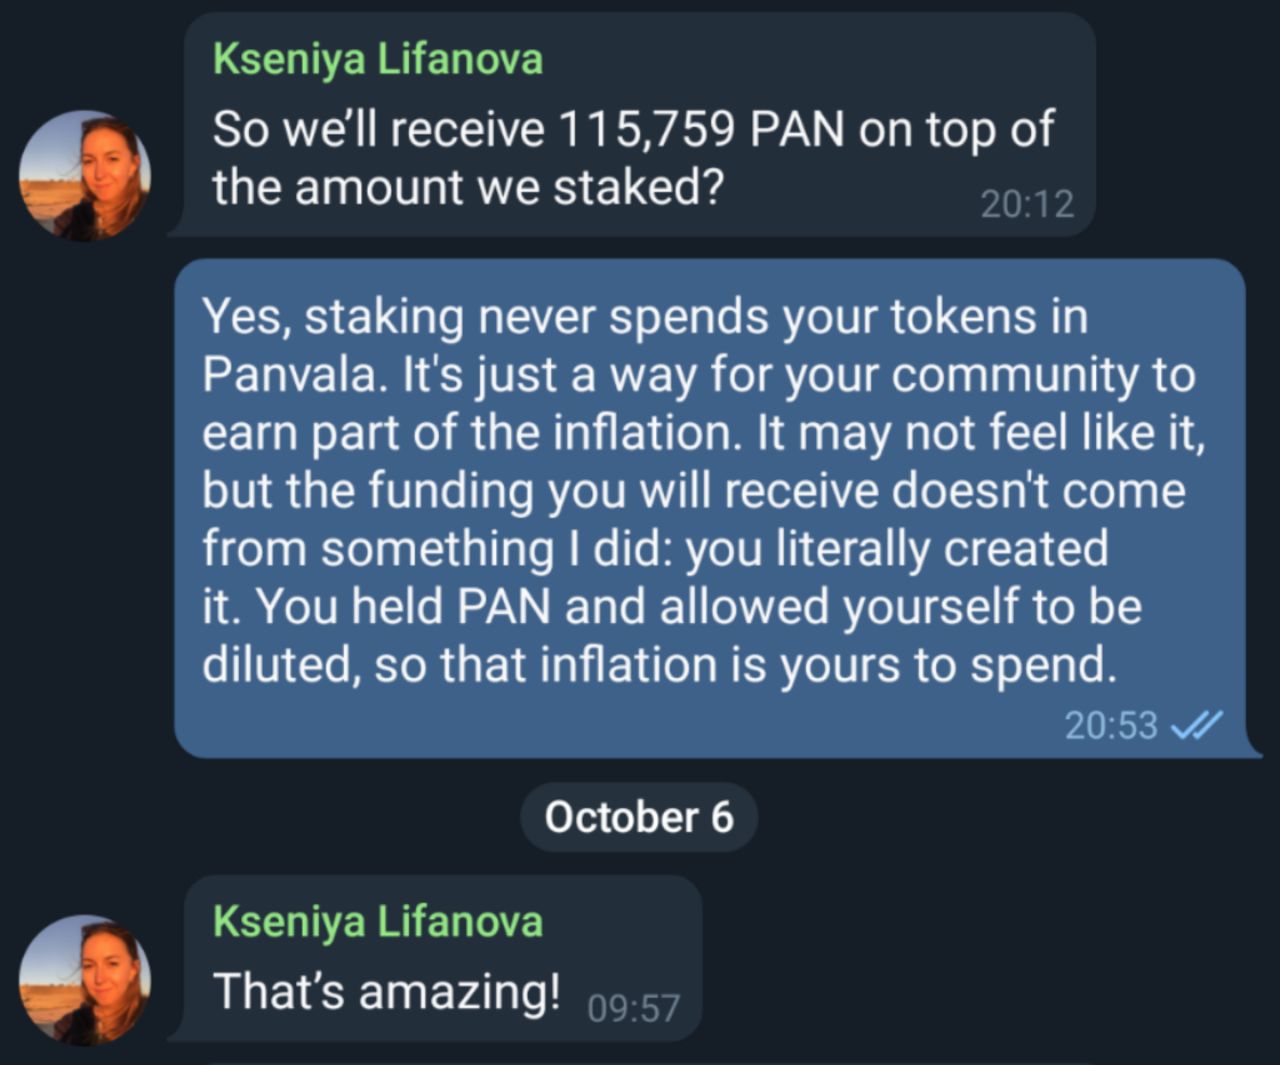 Kseniya Lifanova
So we’ll receive 115,759 PAN on top of
the amount we staked?
20:12
Yes, staking never spends your tokens in
Panvala. It's just a way for your community to
earn part of the inflation. It may not feel like it,
but the funding you will receive doesn't come
from something I did: you literally created
it. You held PAN and allowed yourself to be
diluted, so that inflation is yours to spend.
20:53
October 6
Kseniya Lifanova
That’s amazing!
09:57